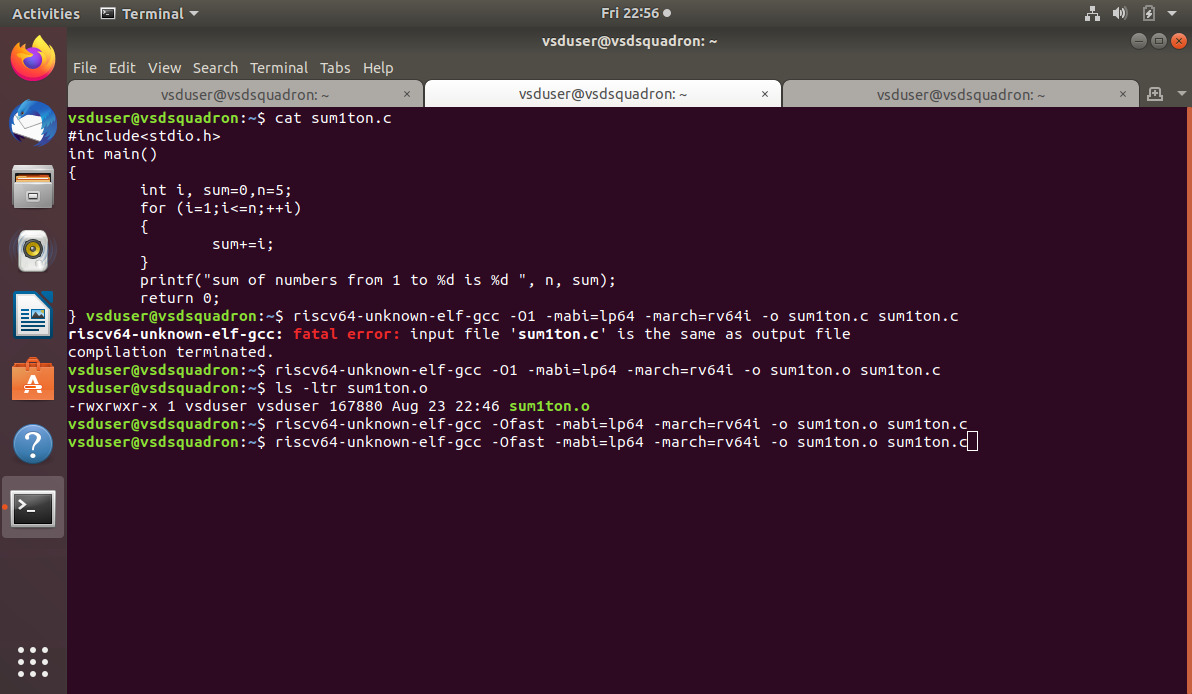 Activities Terminal Fri 22:56
vsduser@vsdsquadron: ~
File Edit View Search Terminal Tabs Help
vsduser@vsdsquadron: ~ × vsduser@vsdsquadron: ~ × vsduser@vsdsquadron: ~ ×
vsduser@vsdsquadron:~$ cat sum1ton.c
#include<stdio.h>
int main()
{
        int i, sum=0,n=5;
        for (i=1;i<=n;++i)
        {
                sum+=i;
        }
        printf("sum of numbers from 1 to %d is %d ", n, sum);
        return 0;
} vsduser@vsdsquadron:~$ riscv64-unknown-elf-gcc -O1 -mabi=lp64 -march=rv64i -o sum1ton.c sum1ton.c
riscv64-unknown-elf-gcc: fatal error: input file 'sum1ton.c' is the same as output file
compilation terminated.
vsduser@vsdsquadron:~$ riscv64-unknown-elf-gcc -O1 -mabi=lp64 -march=rv64i -o sum1ton.o sum1ton.c
vsduser@vsdsquadron:~$ ls -ltr sum1ton.o
-rwxrwxr-x 1 vsduser vsduser 167880 Aug 23 22:46 sum1ton.o
vsduser@vsdsquadron:~$ riscv64-unknown-elf-gcc -Ofast -mabi=lp64 -march=rv64i -o sum1ton.o sum1ton.c
vsduser@vsdsquadron:~$ riscv64-unknown-elf-gcc -Ofast -mabi=lp64 -march=rv64i -o sum1ton.o sum1ton.c